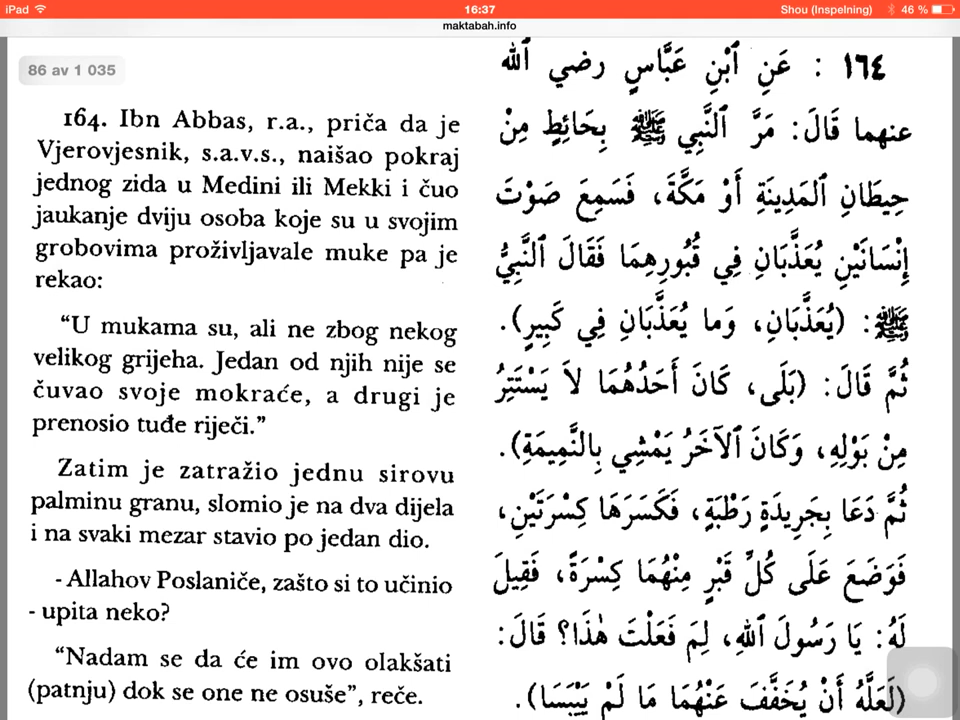 iPad 16:37 Shou (Inspelning) 46 %
maktabah.info
86 av 1 035
164. Ibn Abbas, r.a., priča da je
Vjerovjesnik, s.a.v.s., naišao pokraj
jednog zida u Medini ili Mekki i čuo
jaukanje dviju osoba koje su u svojim
grobovima proživljavale muke pa je
rekao:
“U mukama su, ali ne zbog nekog
velikog grijeha. Jedan od njih nije se
čuvao svoje mokraće, a drugi je
prenosio tuđe riječi.”
Zatim je zatražio jednu sirovu
palminu granu, slomio je na dva dijela
i na svaki mezar stavio po jedan dio.
- Allahov Poslaniče, zašto si to učinio
- upita neko?
“Nadam se da će im ovo olakšati
(patnju) dok se one ne osuše”, reče.
١٦٤ : عَنِ ٱبْنِ عَبَّاسٍ رضي ٱلله
عنهما قَالَ: مَرَّ ٱلنَّبِي ﷺ بِحَائِطٍ مِنْ
حِيطَانِ ٱلمَدِينَةِ أَوْ مَكَّةَ، فَسَمِعَ صَوْتَ
إِنْسَانَيْنِ يُعَذَّبَانِ فِي قُبُورِهِمَا فَقَالَ ٱلنَّبِيُّ
ﷺ: (يُعَذَّبَانِ، وَما يُعَذَّبَانِ فِي كَبِيرٍ).
ثُمَّ قَالَ: (بَلَى، كَانَ أَحَدُهُمَا لاَ يَسْتَتِرُ
مِنْ بَوْلِهِ، وَكَانَ ٱلآخَرُ يَمْشِي بِالنَّمِيمَةِ).
ثُمَّ دَعَا بِجَرِيدَةٍ رَطْبَةٍ، فَكَسَرَهَا كِسْرَتَيْنِ،
فَوَضَعَ عَلَى كُلِّ قَبْرٍ مِنْهُمَا كِسْرَةً، فَقِيلَ
لَهُ: يَا رَسُولَ ٱللهِ، لِمَ فَعَلْتَ هٰذَا؟ قَالَ:
(لَعَلَّهُ أَنْ يُخَفَّفَ عَنْهُمَا مَا لَمْ يَيْبَسَا).